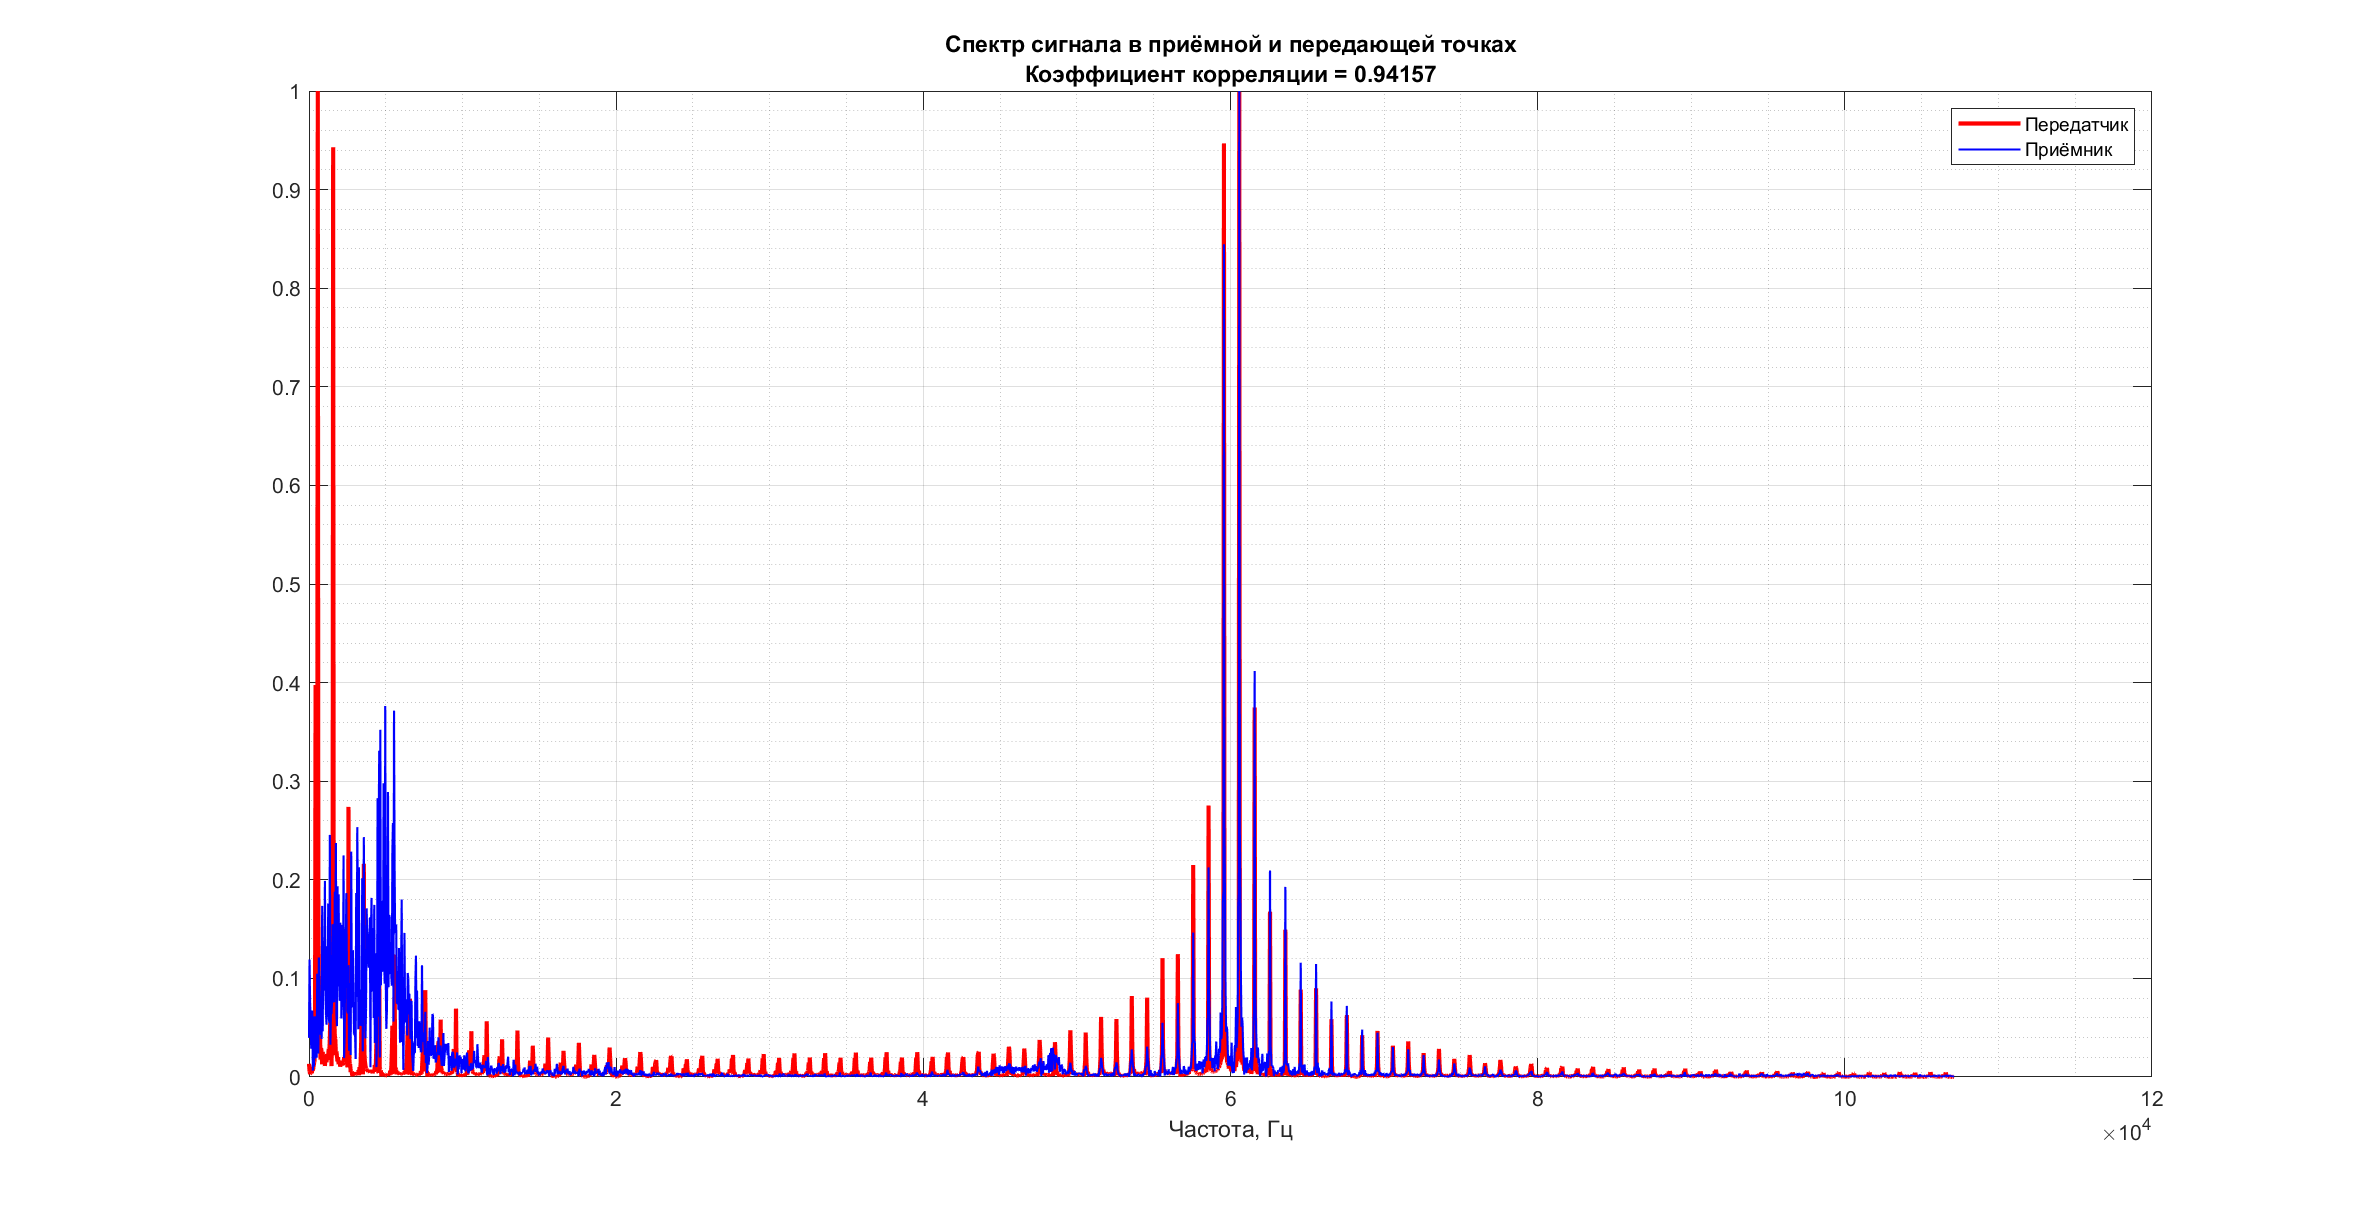 Спектр сигнала в приёмной и передающей точках
Коэффициент корреляции = 0.94157
Передатчик
Приёмник
1
0.9
0.8
0.7
0.6
0.5
0.4
0.3
0.2
0.1
0
0 2 4 6 8 10 12
Частота, Гц
×10⁴